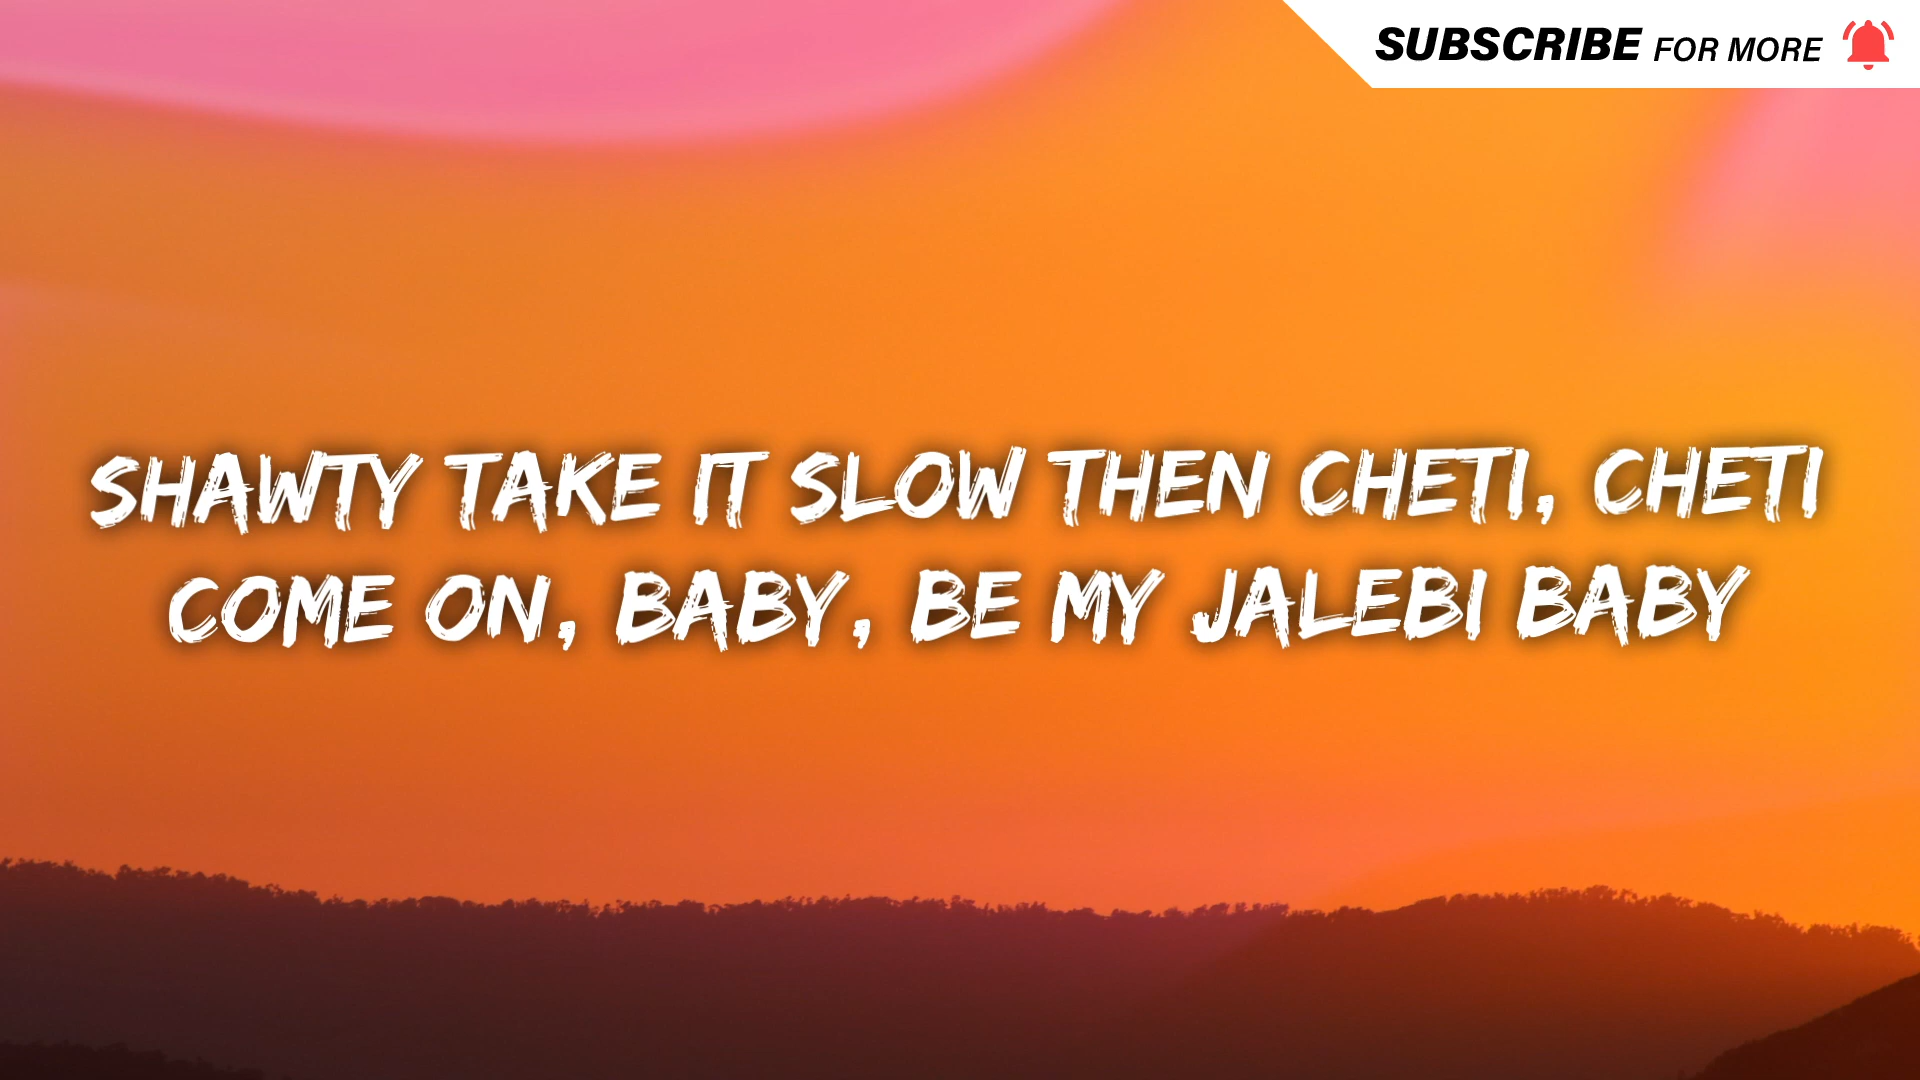 SUBSCRIBE FOR MORE
SHAWTY TAKE IT SLOW THEN CHETI, CHETI
COME ON, BABY, BE MY JALEBI BABY